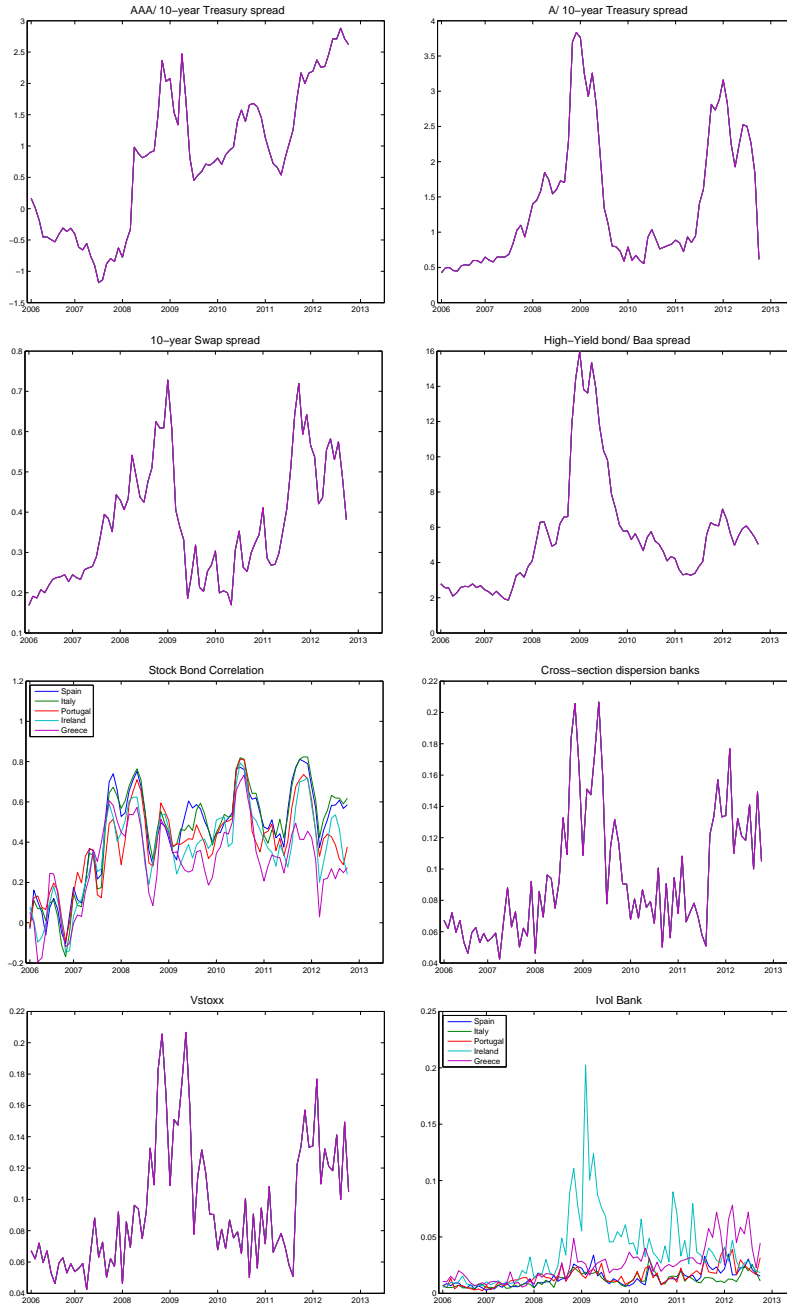 AAA/ 10−year Treasury spread
3
2.5
2
1.5
1
0.5
0
−0.5
−1
−1.5
2006 2007 2008 2009 2010 2011 2012 2013
A/ 10−year Treasury spread
4
3.5
3
2.5
2
1.5
1
0.5
0
2006 2007 2008 2009 2010 2011 2012 2013
10−year Swap spread
0.8
0.7
0.6
0.5
0.4
0.3
0.2
0.1
2006 2007 2008 2009 2010 2011 2012 2013
High−Yield bond/ Baa spread
16
14
12
10
8
6
4
2
0
2006 2007 2008 2009 2010 2011 2012 2013
Stock Bond Correlation
1.2
1
0.8
0.6
0.4
0.2
0
−0.2
Spain
Italy
Portugal
Ireland
Greece
2006 2007 2008 2009 2010 2011 2012 2013
Cross−section dispersion banks
0.22
0.2
0.18
0.16
0.14
0.12
0.1
0.08
0.06
0.04
2006 2007 2008 2009 2010 2011 2012 2013
Vstoxx
0.22
0.2
0.18
0.16
0.14
0.12
0.1
0.08
0.06
0.04
2006 2007 2008 2009 2010 2011 2012 2013
Ivol Bank
0.25
0.2
0.15
0.1
0.05
0
Spain
Italy
Portugal
Ireland
Greece
2006 2007 2008 2009 2010 2011 2012 2013